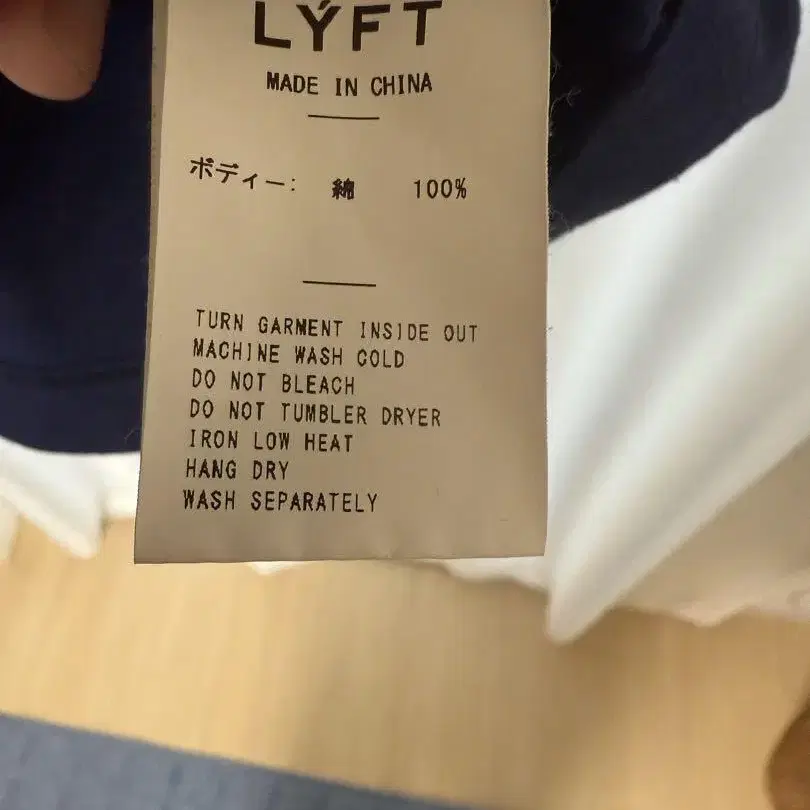 LÝFT
MADE IN CHINA
ボディー: 綿 100%
TURN GARMENT INSIDE OUT
MACHINE WASH COLD
DO NOT BLEACH
DO NOT TUMBLER DRYER
IRON LOW HEAT
HANG DRY
WASH SEPARATELY